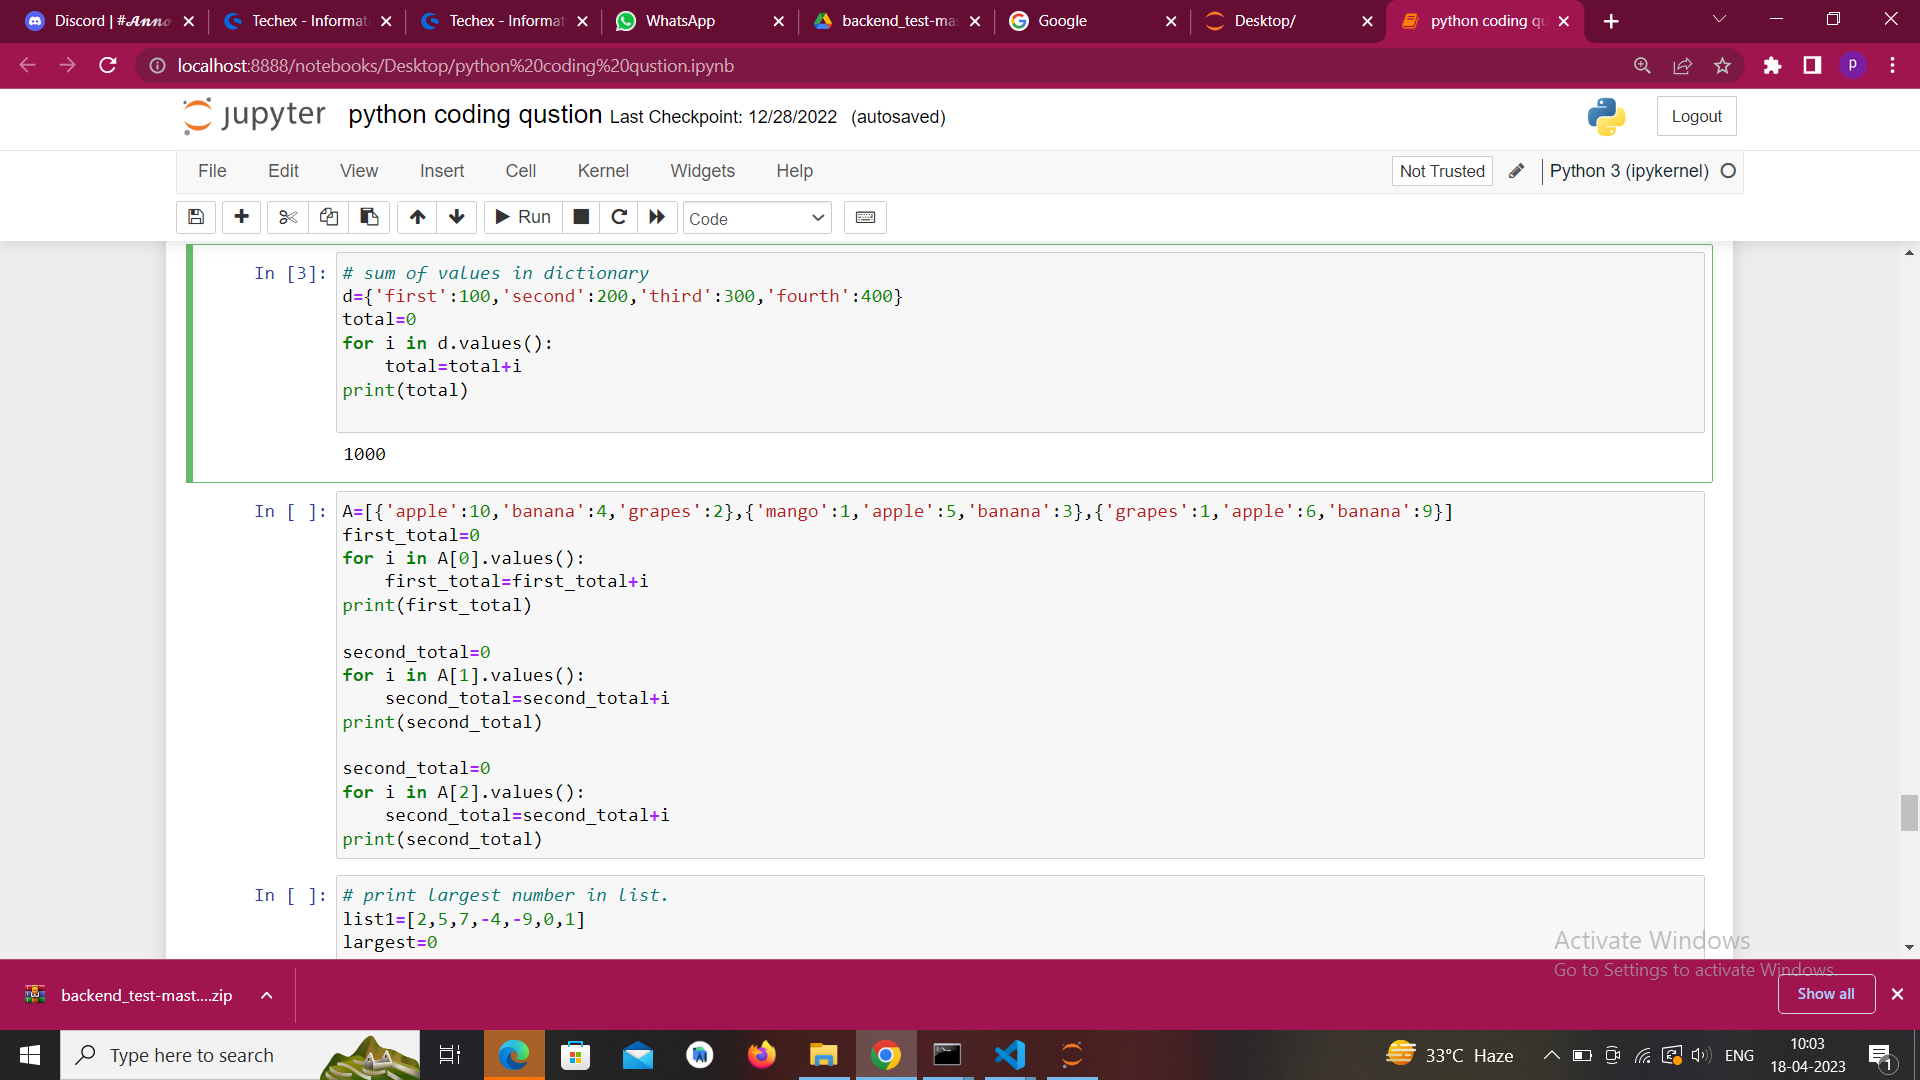 Discord | #𝓐𝓷𝓷𝓸
Techex - Informati
Techex - Informat
WhatsApp
backend_test-mas
Google
Desktop/
python coding qu
localhost:8888/notebooks/Desktop/python%20coding%20qustion.ipynb
P
jupyter python coding qustion Last Checkpoint: 12/28/2022 (autosaved)
Logout
File Edit View Insert Cell Kernel Widgets Help
Not Trusted
Python 3 (ipykernel)
Run
Code
In [3]:
# sum of values in dictionary
d={'first':100,'second':200,'third':300,'fourth':400}
total=0
for i in d.values():
    total=total+i
print(total)
1000
In [ ]:
A=[{'apple':10,'banana':4,'grapes':2},{'mango':1,'apple':5,'banana':3},{'grapes':1,'apple':6,'banana':9}]
first_total=0
for i in A[0].values():
    first_total=first_total+i
print(first_total)
second_total=0
for i in A[1].values():
    second_total=second_total+i
print(second_total)
second_total=0
for i in A[2].values():
    second_total=second_total+i
print(second_total)
In [ ]:
# print largest number in list.
list1=[2,5,7,-4,-9,0,1]
largest=0
Activate Windows
Go to Settings to activate Windows.
backend_test-mast....zip
Show all
Type here to search
33°C Haze
ENG
10:03
18-04-2023
1